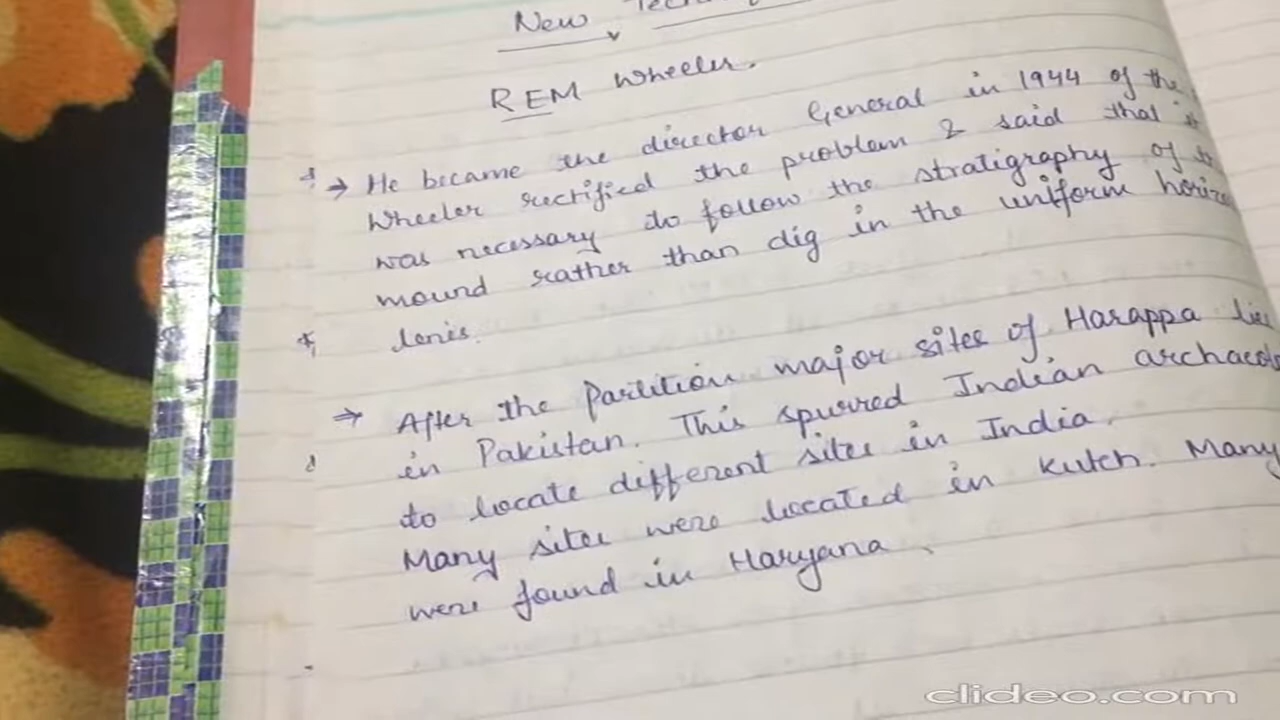 New
REM Wheeler.
→ He became the director General in 1944 of the
Wheeler rectified the problem & said that it
was necessary to follow the stratigraphy of
mound rather than dig in the uniform
lenis.
⇒ After the Partition major sites of Harappa
in Pakistan. This spurred Indian
to locate different sites in India.
Many sites were located in Kutch. Many
were found in Haryana.
clideo.com